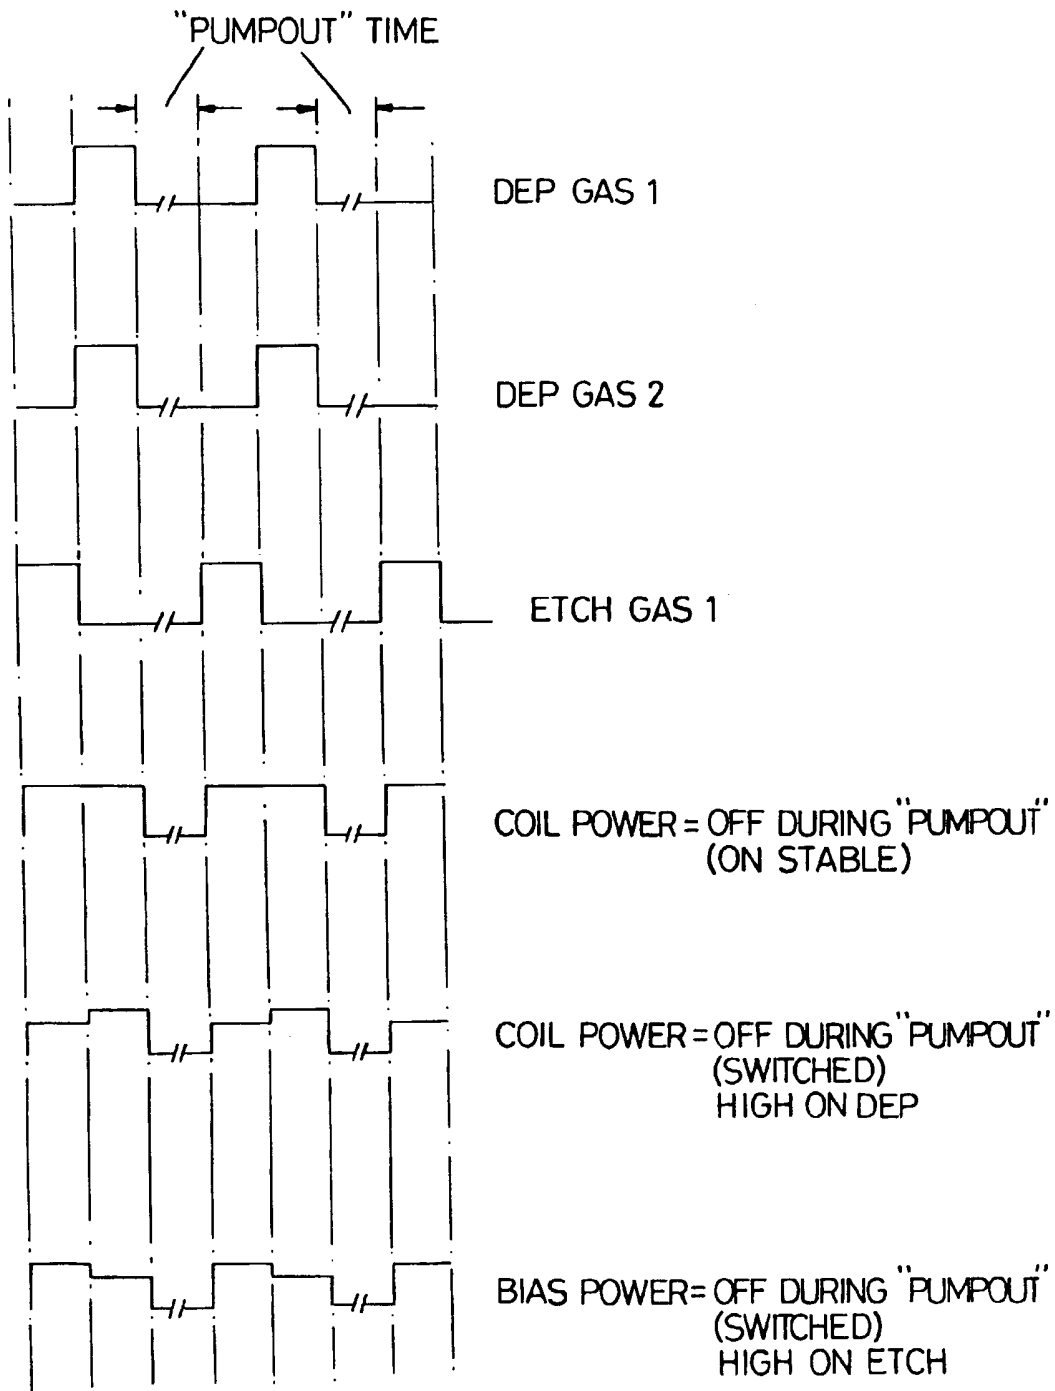 "PUMPOUT" TIME
DEP GAS 1
DEP GAS 2
ETCH GAS 1
COIL POWER = OFF DURING "PUMPOUT"
(ON STABLE)
COIL POWER = OFF DURING "PUMPOUT"
(SWITCHED)
HIGH ON DEP
BIAS POWER = OFF DURING "PUMPOUT"
(SWITCHED)
HIGH ON ETCH